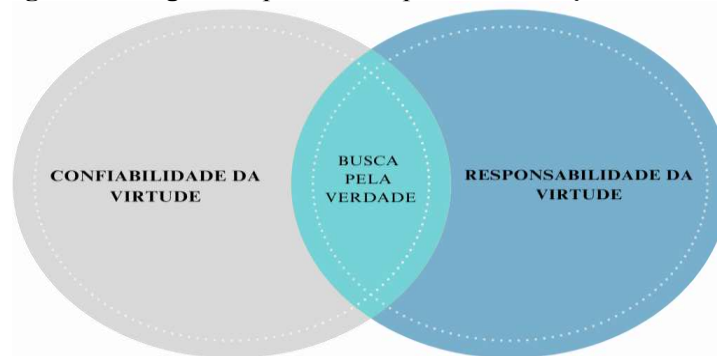 CONFIABILIDADE DA
VIRTUDE
BUSCA
PELA
VERDADE
RESPONSABILIDADE DA
VIRTUDE